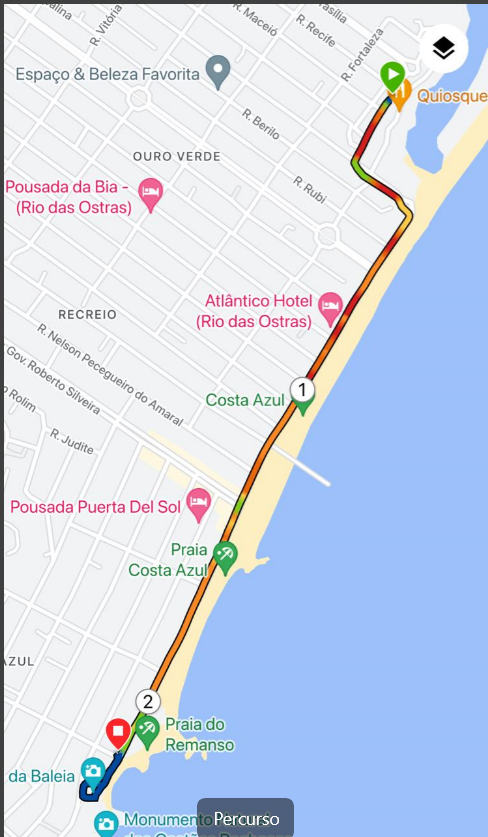 R. Vitória
R. Maceió
Brasília
R. Recife
R. Fortaleza
Espaço & Beleza Favorita
Quiosque
R. Berilo
OURO VERDE
R. Rubi
Pousada da Bia -
(Rio das Ostras)
Atlântico Hotel
(Rio das Ostras)
RECREIO
R. Nelson Pecegueiro do Amaral
Gov. Roberto Silveira
1
Costa Azul
Rolim
R. Judite
Pousada Puerta Del Sol
Praia
Costa Azul
AZUL
2
Praia do
Remanso
da Baleia
Monumento
Percurso